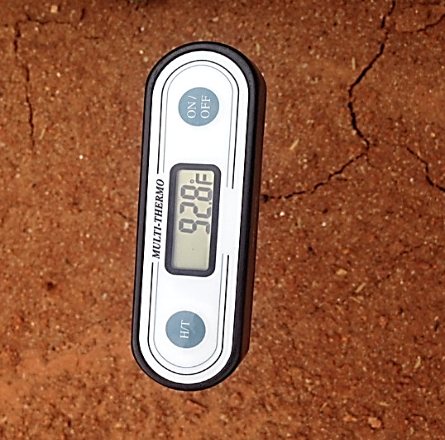 MULTI-THERMO
H/T
92.8°F
ON/
OFF